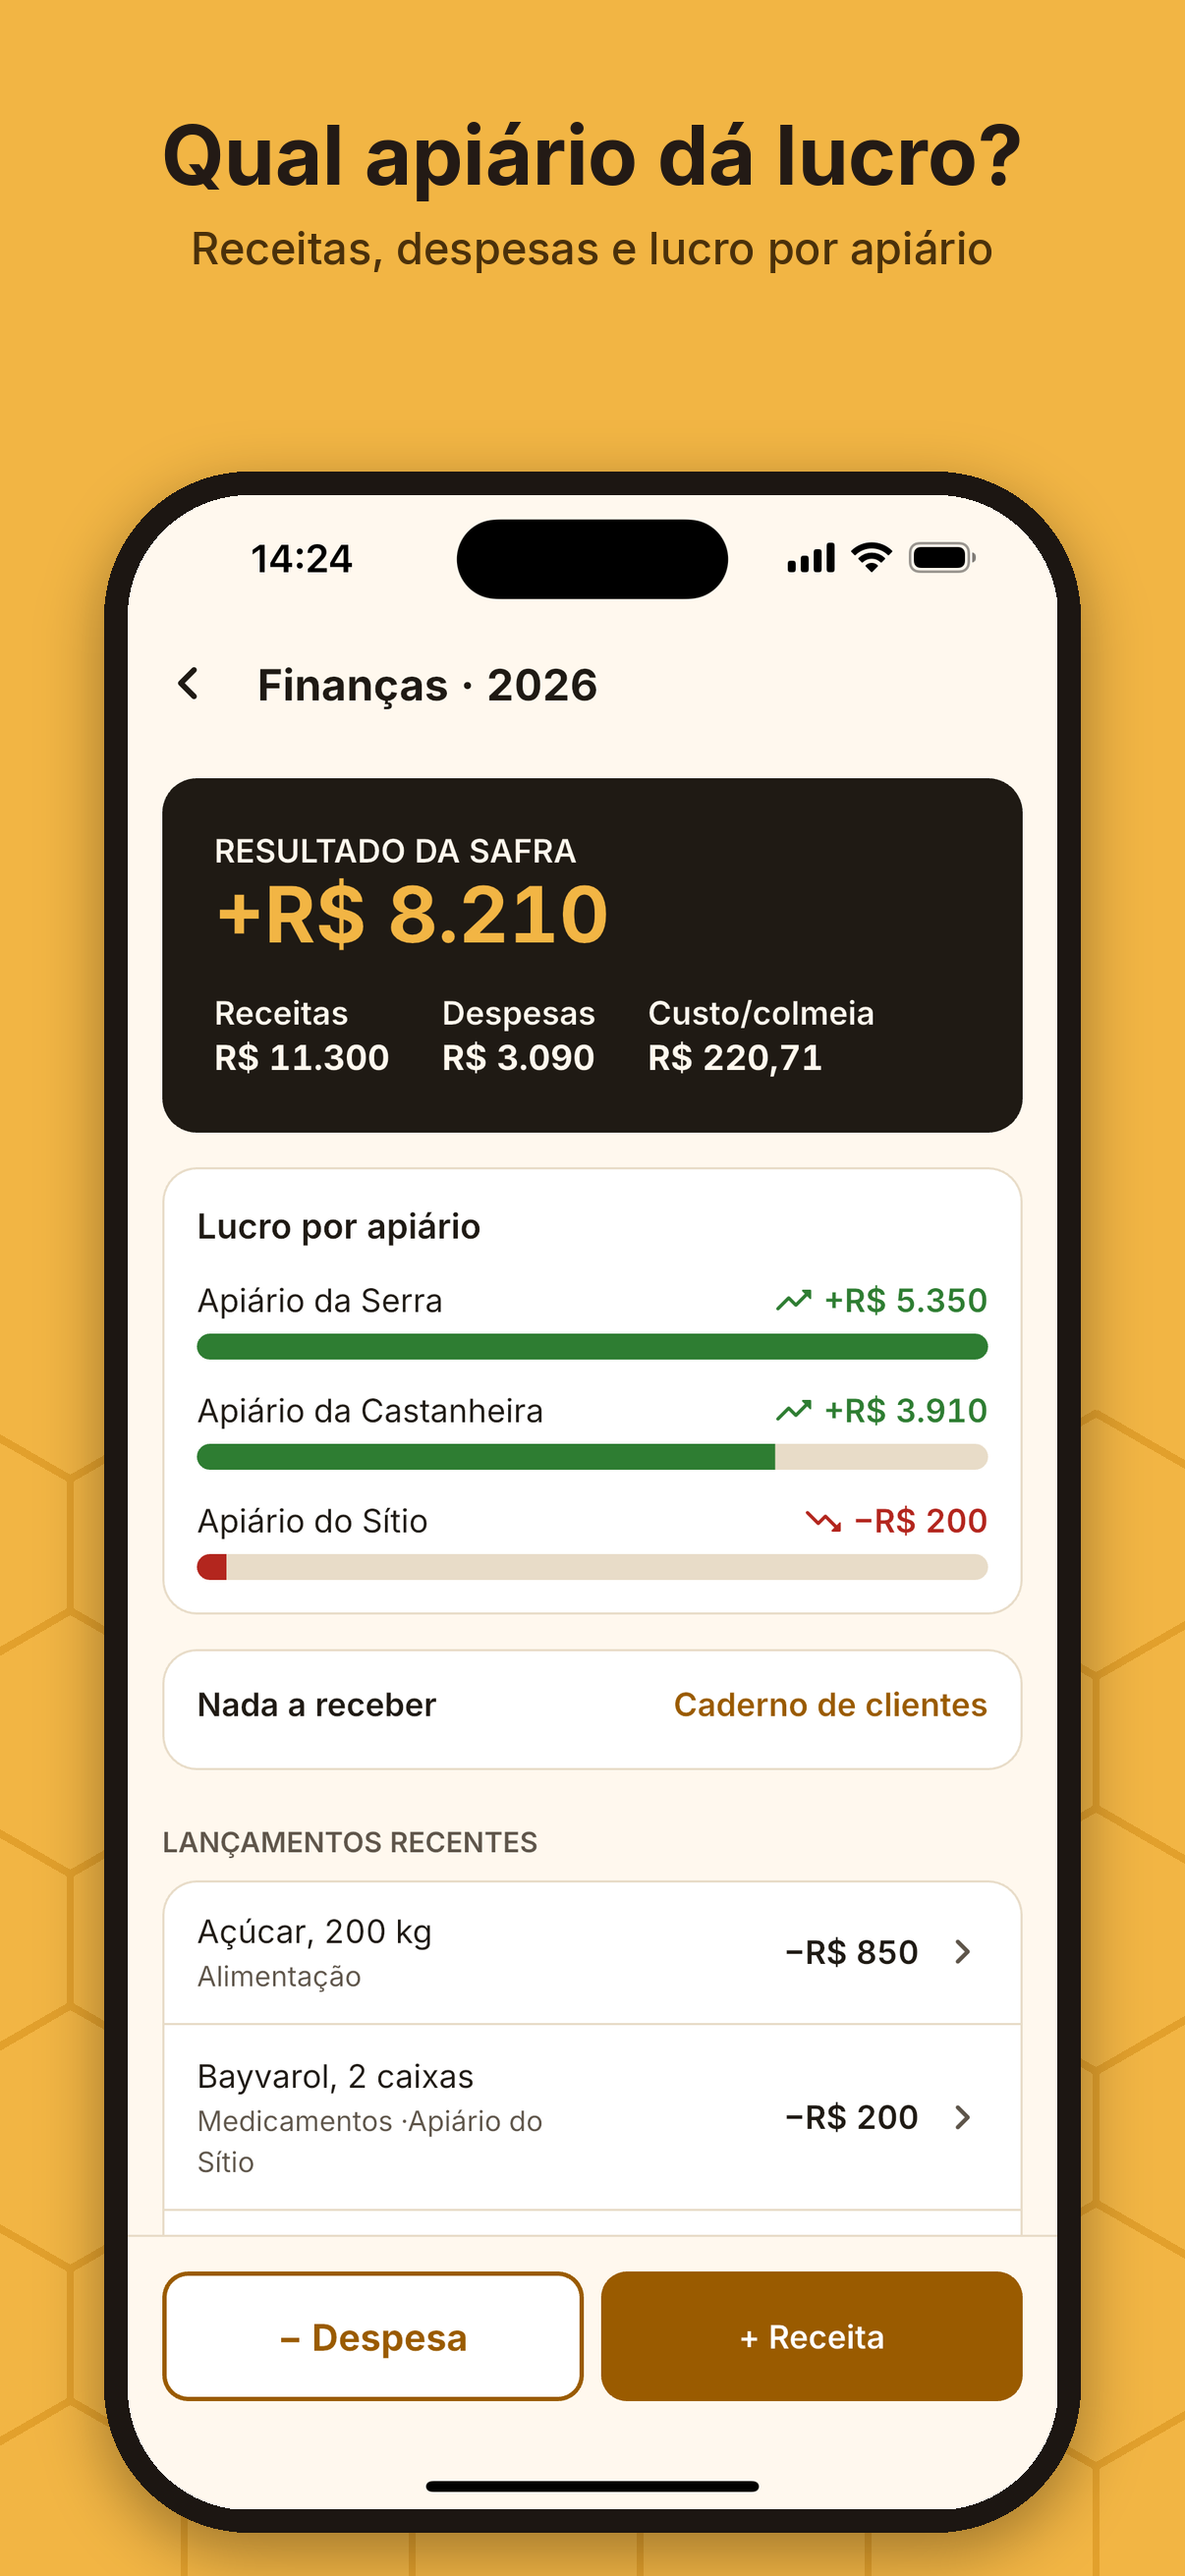 Qual apiário dá lucro?
Receitas, despesas e lucro por apiário
14:24
Finanças · 2026
RESULTADO DA SAFRA
+R$ 8.210
Receitas Despesas Custo/colmeia
R$ 11.300 R$ 3.090 R$ 220,71
Lucro por apiário
Apiário da Serra +R$ 5.350
Apiário da Castanheira +R$ 3.910
Apiário do Sítio −R$ 200
Nada a receber Caderno de clientes
LANÇAMENTOS RECENTES
Açúcar, 200 kg
Alimentação
−R$ 850
Bayvarol, 2 caixas
Medicamentos ·Apiário do
Sítio
−R$ 200
− Despesa + Receita